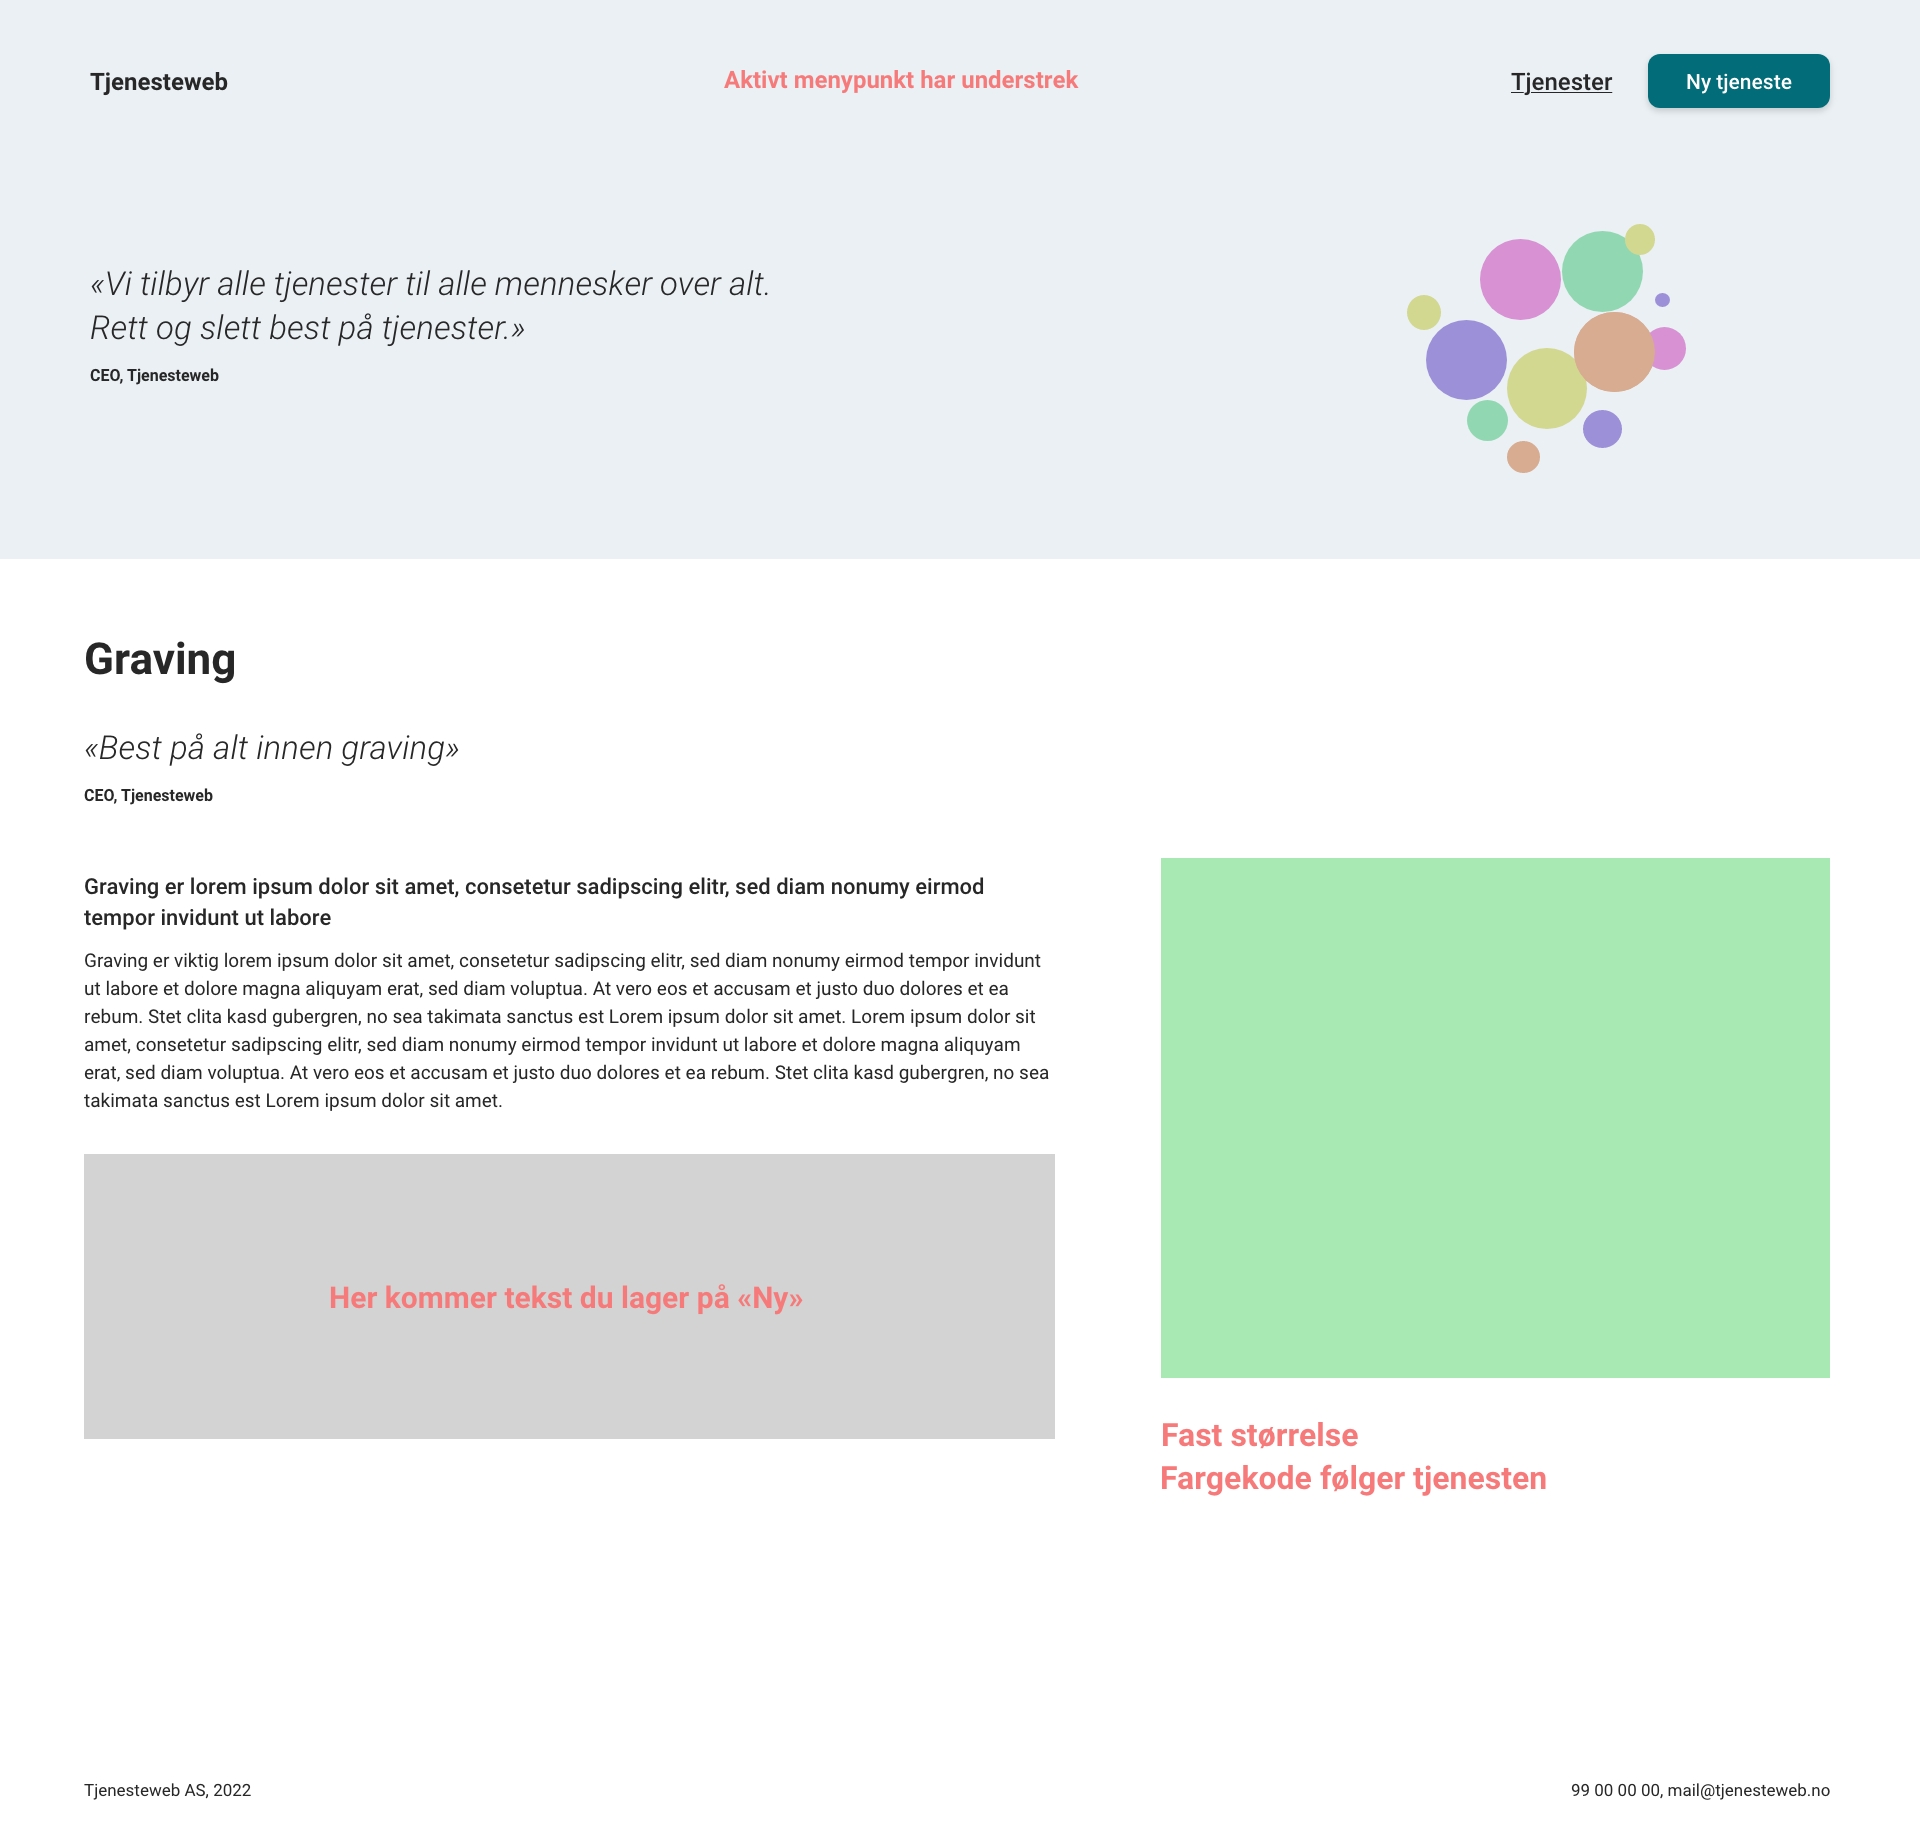 Tjenesteweb
Aktivt menypunkt har understrek
Tjenester
Ny tjeneste
«Vi tilbyr alle tjenester til alle mennesker over alt.
Rett og slett best på tjenester.»
CEO, Tjenesteweb
Graving
«Best på alt innen graving»
CEO, Tjenesteweb
Graving er lorem ipsum dolor sit amet, consetetur sadipscing elitr, sed diam nonumy eirmod
tempor invidunt ut labore
Graving er viktig lorem ipsum dolor sit amet, consetetur sadipscing elitr, sed diam nonumy eirmod tempor invidunt
ut labore et dolore magna aliquyam erat, sed diam voluptua. At vero eos et accusam et justo duo dolores et ea
rebum. Stet clita kasd gubergren, no sea takimata sanctus est Lorem ipsum dolor sit amet. Lorem ipsum dolor sit
amet, consetetur sadipscing elitr, sed diam nonumy eirmod tempor invidunt ut labore et dolore magna aliquyam
erat, sed diam voluptua. At vero eos et accusam et justo duo dolores et ea rebum. Stet clita kasd gubergren, no sea
takimata sanctus est Lorem ipsum dolor sit amet.
Her kommer tekst du lager på «Ny»
Fast størrelse
Fargekode følger tjenesten
Tjenesteweb AS, 2022
99 00 00 00, mail@tjenesteweb.no